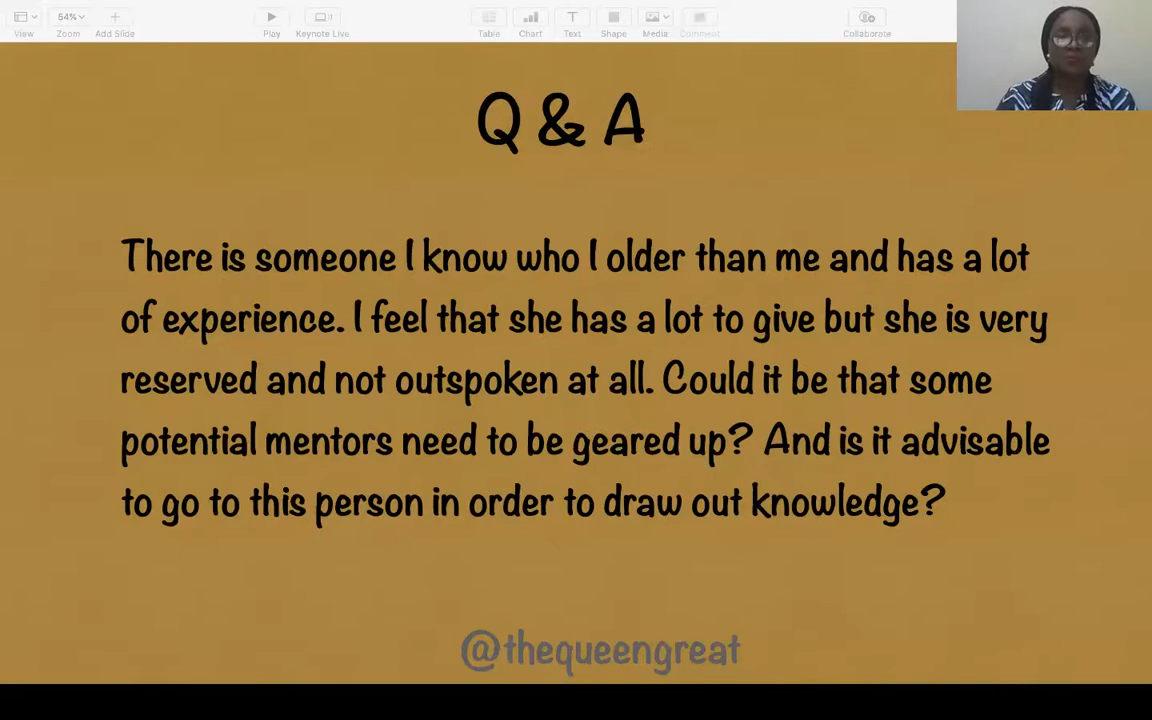 54%
View
Zoom
Add Slide
Play
Keynote Live
Table
Chart
Text
Shape
Media
Comment
Collaborate
Q & A
There is someone I know who I older than me and has a lot
of experience. I feel that she has a lot to give but she is very
reserved and not outspoken at all. Could it be that some
potential mentors need to be geared up? And is it advisable
to go to this person in order to draw out knowledge?
@thequeengreat